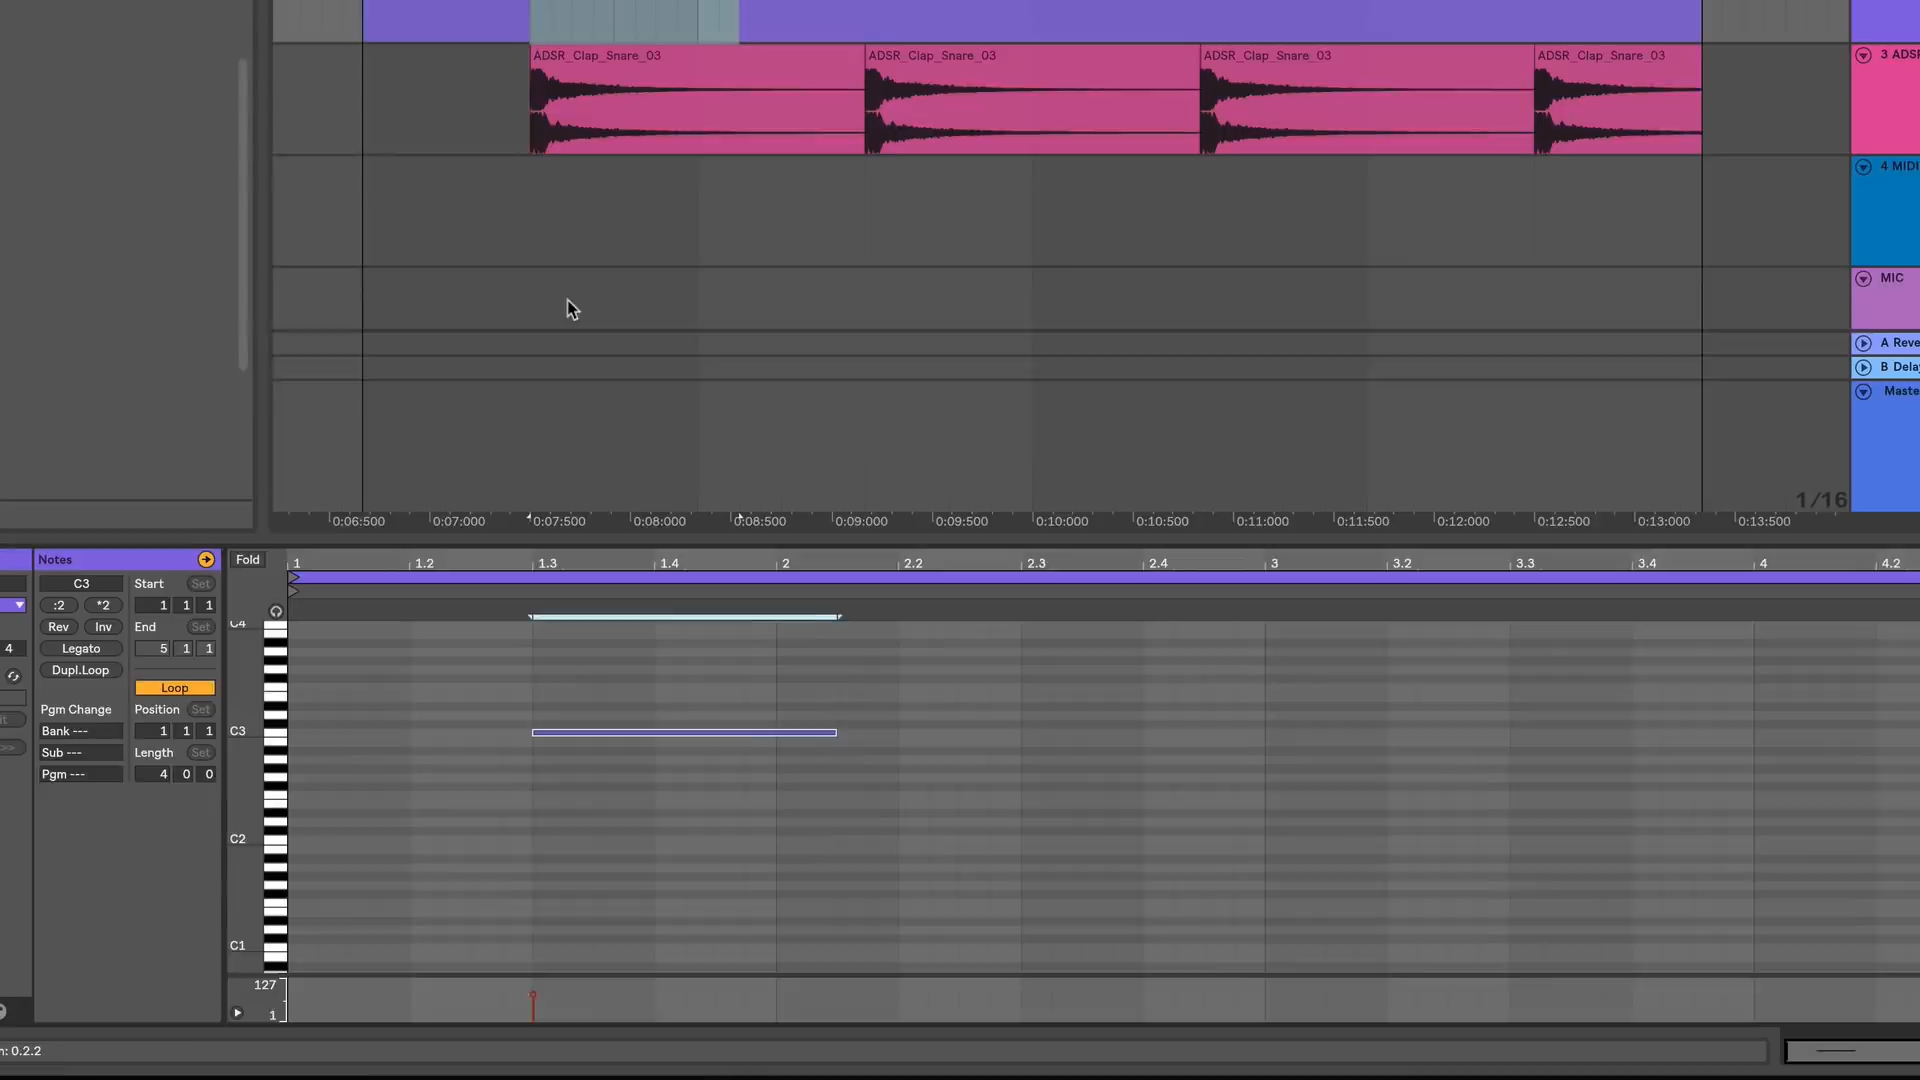 ADSR_Clap_Snare_03 ADSR_Clap_Snare_03 ADSR_Clap_Snare_03 ADSR_Clap_Snare_03
3 ADSR
4 MIDI
MIC
A Reve
B Dela
Maste
1/16
0:06:500 0:07:000 0:07:500 0:08:000 0:08:500 0:09:000 0:09:500 0:10:000 0:10:500 0:11:000 0:11:500 0:12:000 0:12:500 0:13:000 0:13:500
Notes
C3 Start Set
:2 *2 1 1 1
Rev Inv End Set
4 Legato 5 1 1
Dupl.Loop
Loop
Pgm Change Position Set
Bank --- 1 1 1
Sub --- Length Set
Pgm --- 4 0 0
Fold 1 1.2 1.3 1.4 2 2.2 2.3 2.4 3 3.2 3.3 3.4 4 4.2
C4
C3
C2
C1
127
1
n: 0.2.2